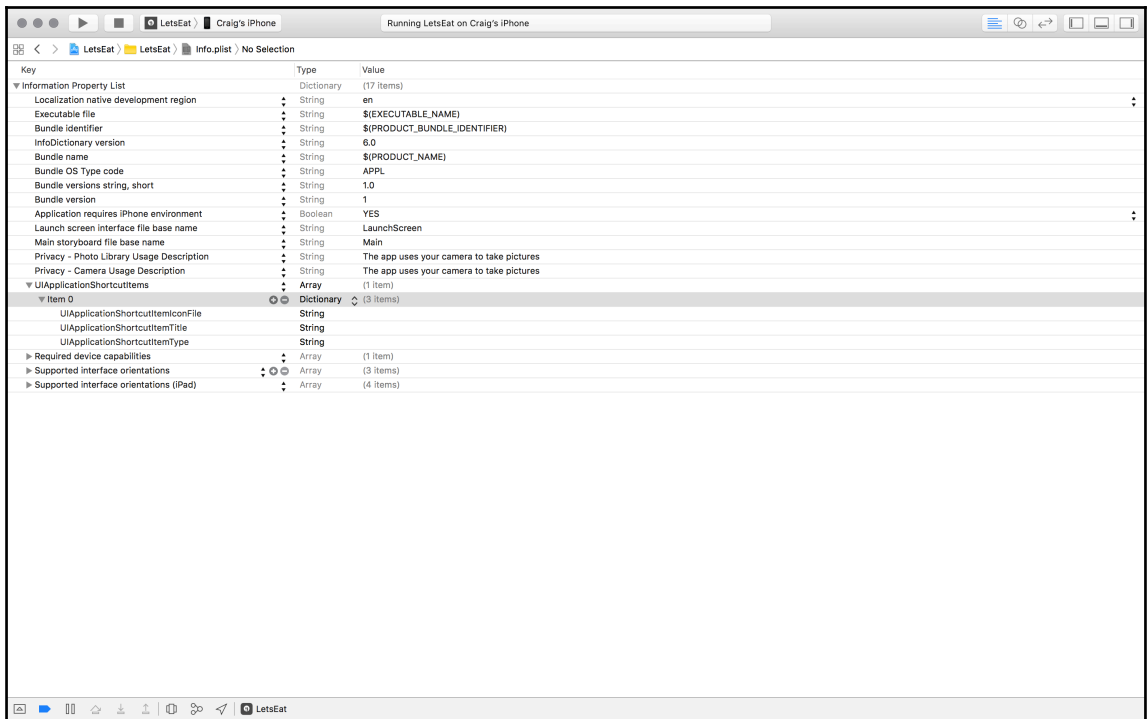 LetsEat Craig's iPhone Running LetsEat on Craig's iPhone
LetsEat LetsEat Info.plist No Selection
Key Type Value
Information Property List Dictionary (17 items)
Localization native development region String en
Executable file String $(EXECUTABLE_NAME)
Bundle identifier String $(PRODUCT_BUNDLE_IDENTIFIER)
InfoDictionary version String 6.0
Bundle name String $(PRODUCT_NAME)
Bundle OS Type code String APPL
Bundle versions string, short String 1.0
Bundle version String 1
Application requires iPhone environment Boolean YES
Launch screen interface file base name String LaunchScreen
Main storyboard file base name String Main
Privacy - Photo Library Usage Description String The app uses your camera to take pictures
Privacy - Camera Usage Description String The app uses your camera to take pictures
UIApplicationShortcutItems Array (1 item)
Item 0 Dictionary (3 items)
UIApplicationShortcutItemIconFile String
UIApplicationShortcutItemTitle String
UIApplicationShortcutItemType String
Required device capabilities Array (1 item)
Supported interface orientations Array (3 items)
Supported interface orientations (iPad) Array (4 items)
LetsEat